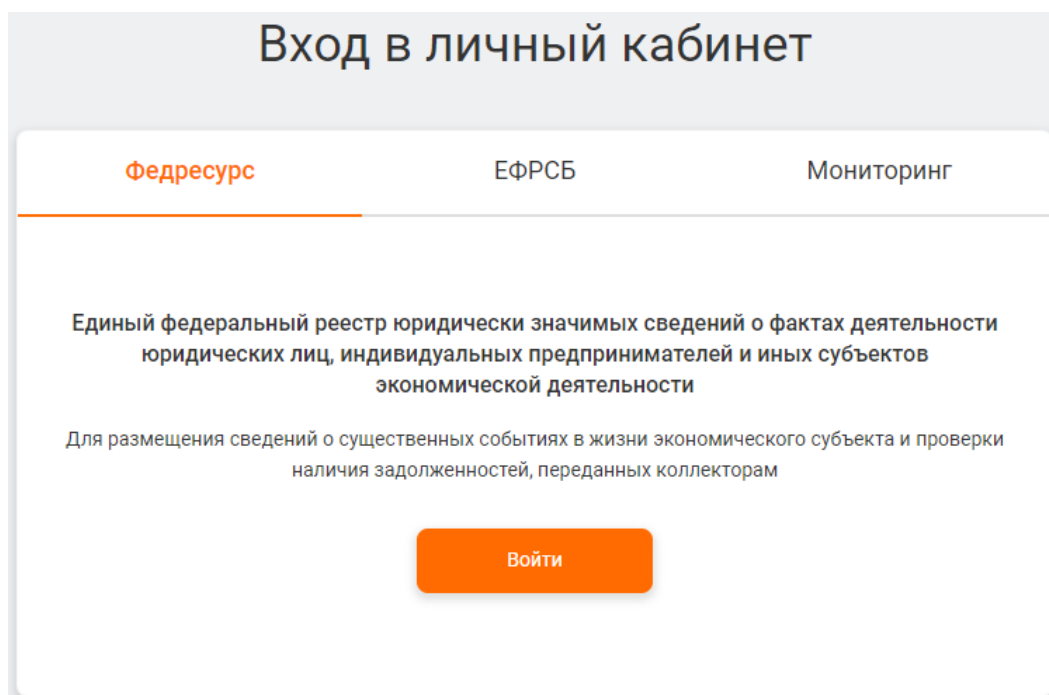 Вход в личный кабинет
Федресурс ЕФРСБ Мониторинг
Единый федеральный реестр юридически значимых сведений о фактах деятельности
юридических лиц, индивидуальных предпринимателей и иных субъектов
экономической деятельности
Для размещения сведений о существенных событиях в жизни экономического субъекта и проверки
наличия задолженностей, переданных коллекторам
Войти